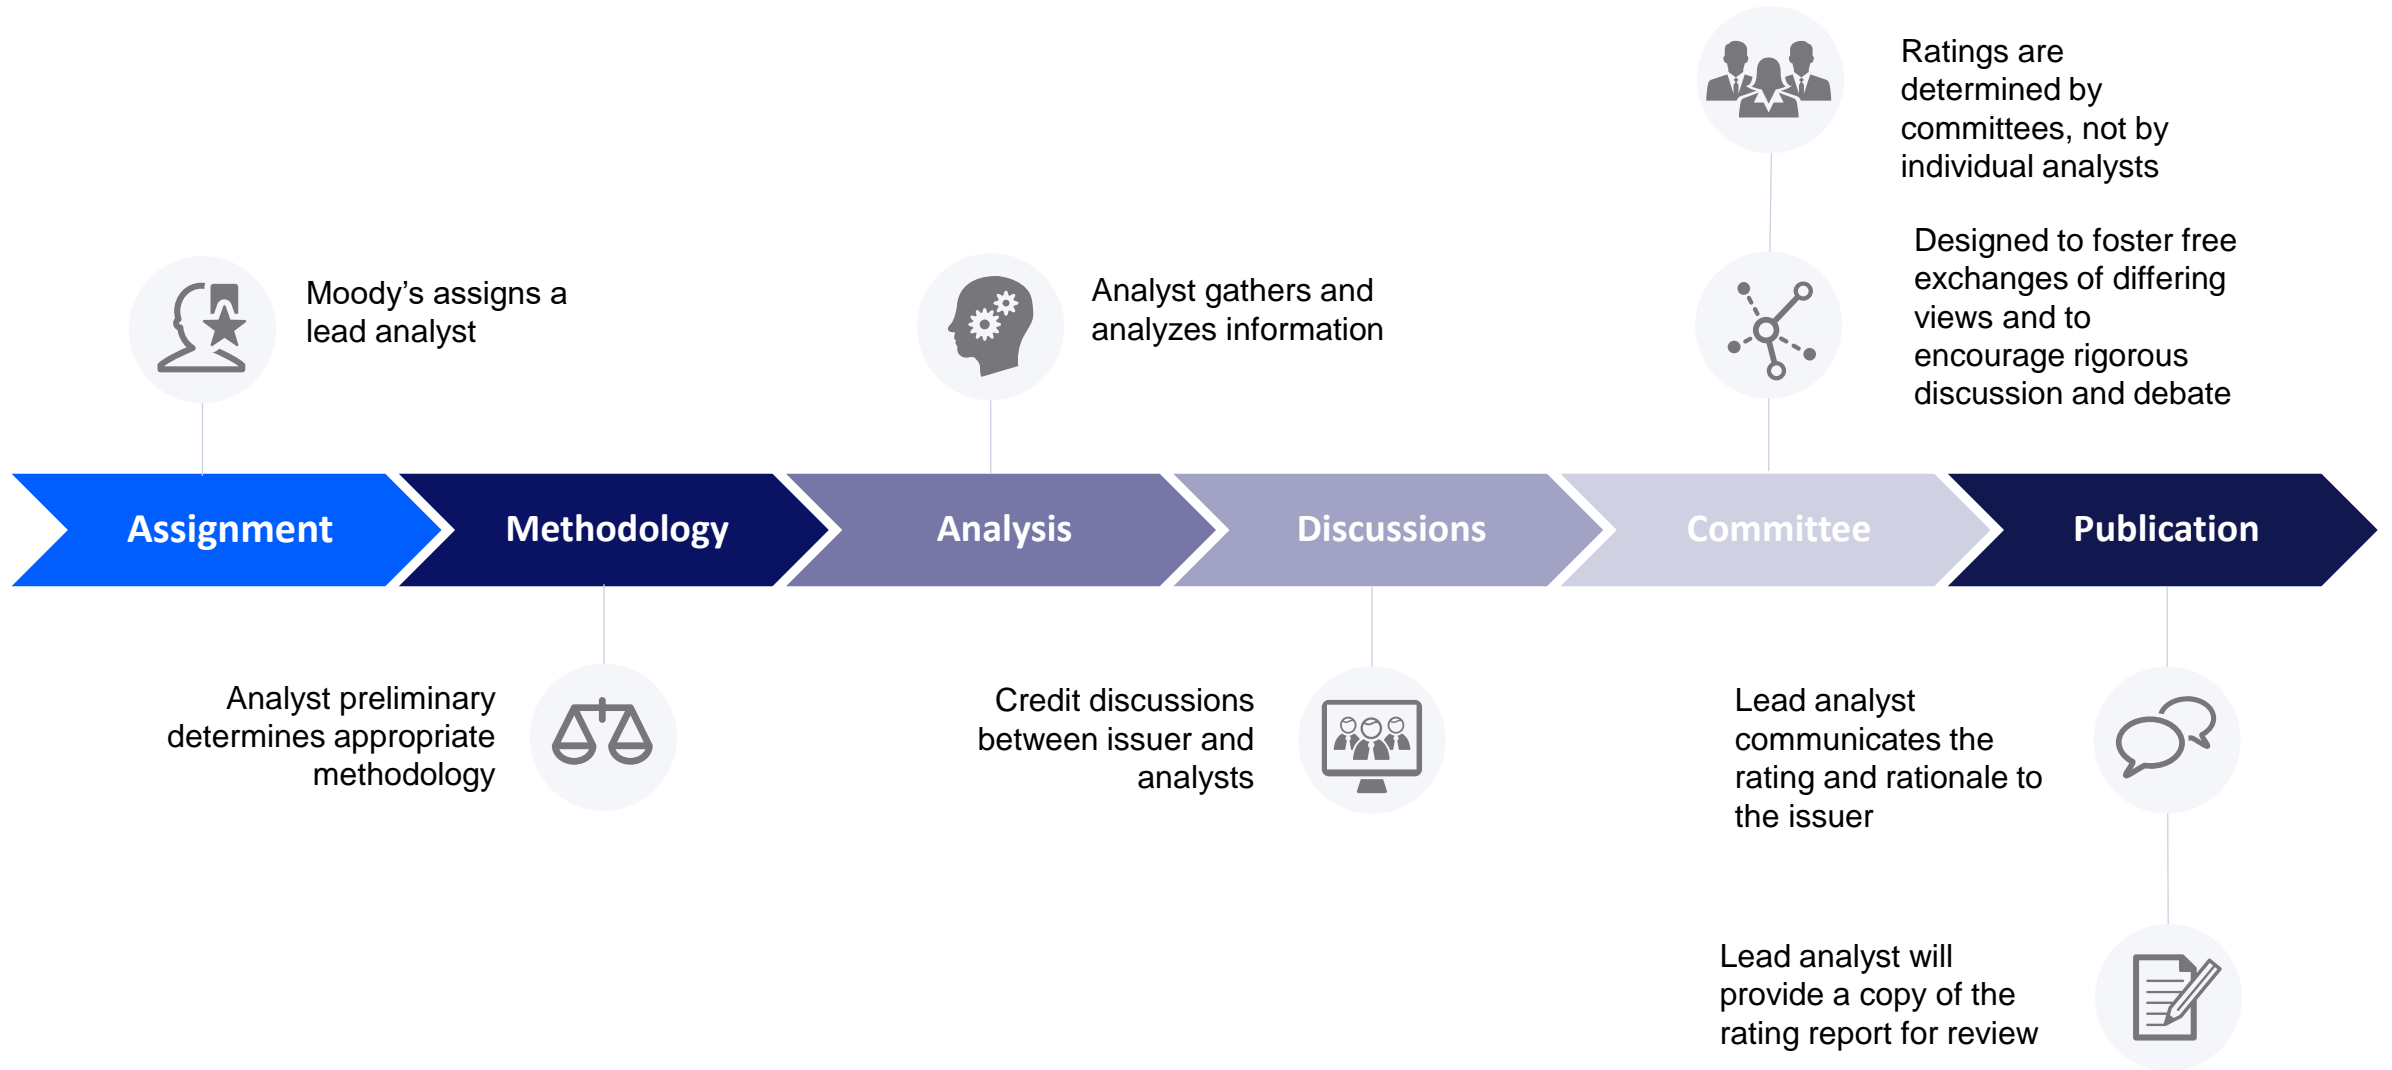 Ratings are
determined by
committees, not by
individual analysts
Designed to foster free
exchanges of differing
views and to
encourage rigorous
discussion and debate
Moody’s assigns a
lead analyst
Analyst gathers and
analyzes information
Assignment
Methodology
Analysis
Discussions
Committee
Publication
Analyst preliminary
determines appropriate
methodology
Credit discussions
between issuer and
analysts
Lead analyst
communicates the
rating and rationale to
the issuer
Lead analyst will
provide a copy of the
rating report for review